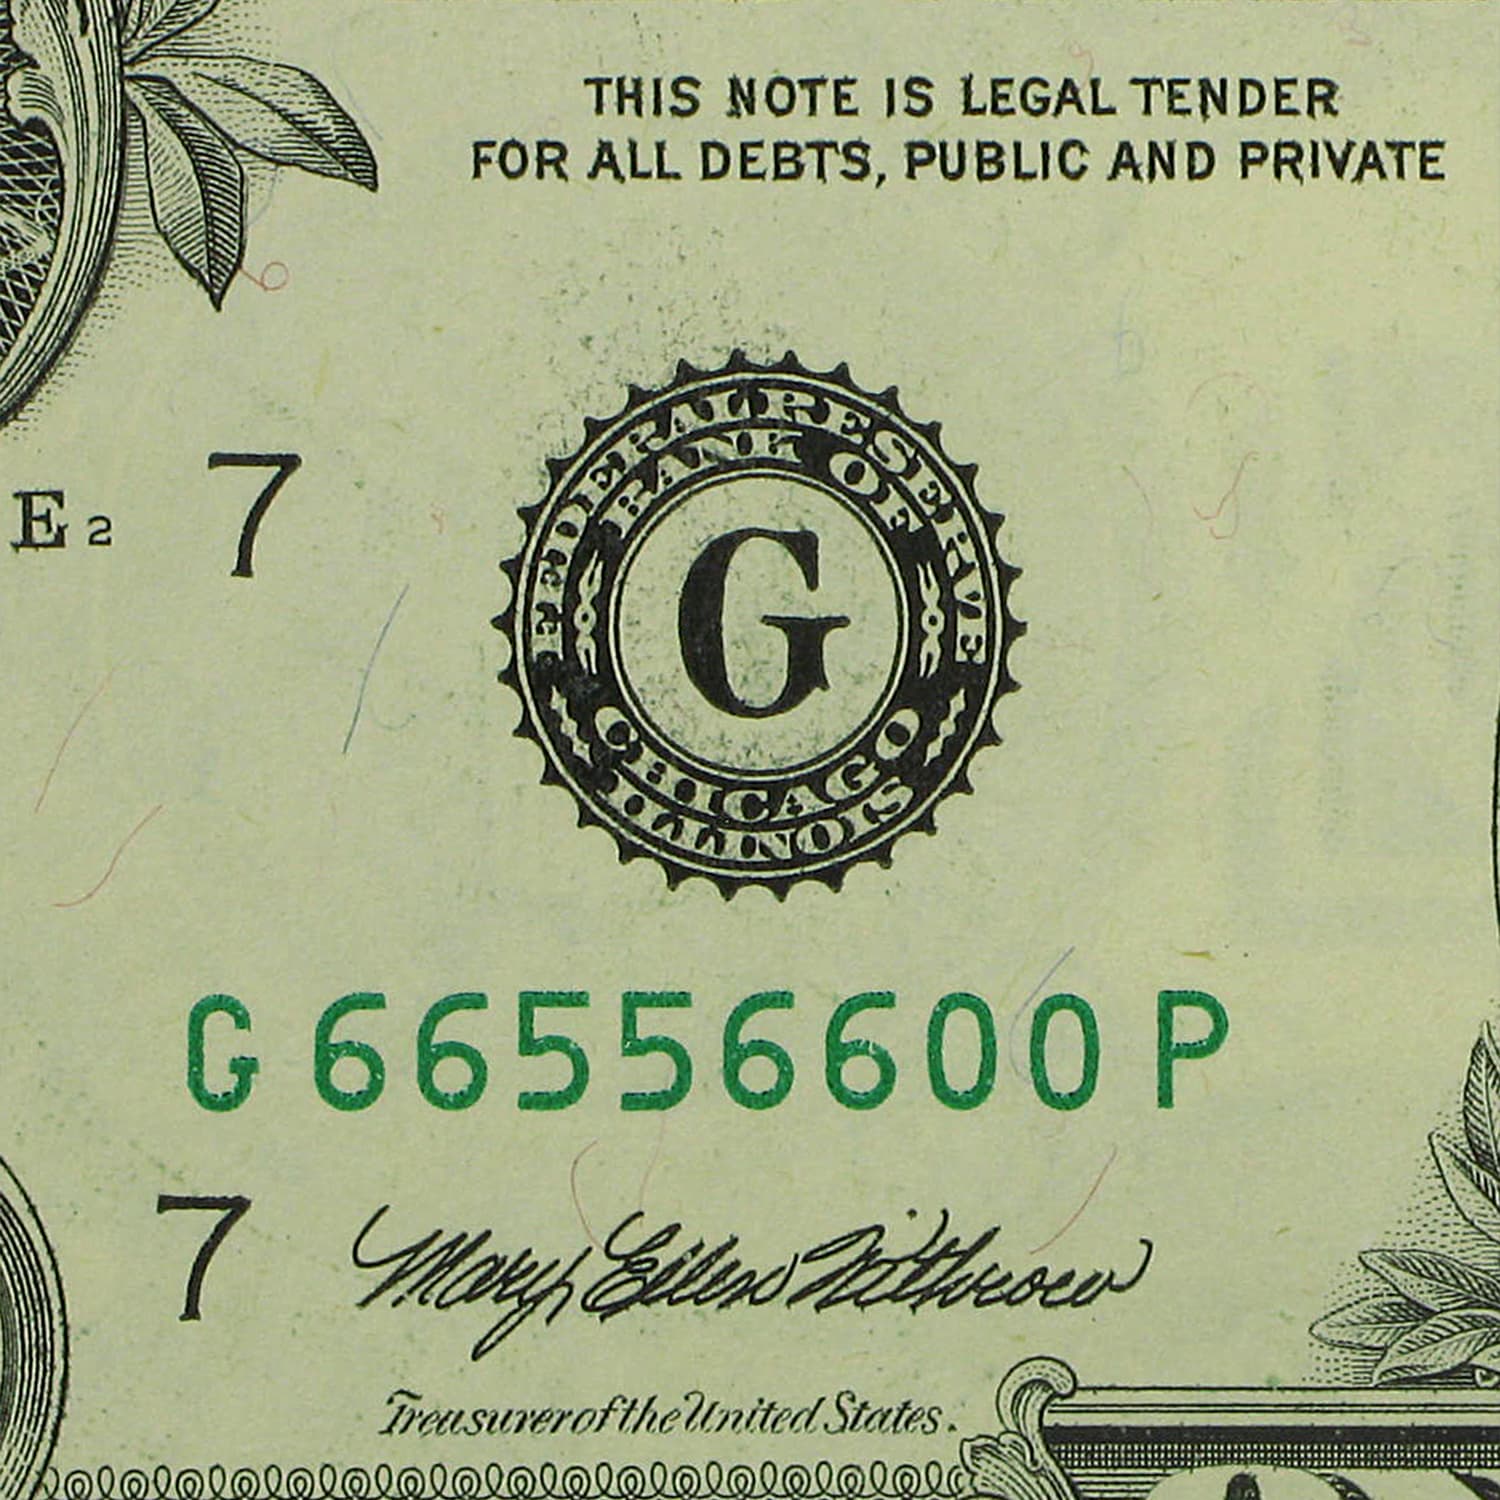 THIS NOTE IS LEGAL TENDER
FOR ALL DEBTS, PUBLIC AND PRIVATE
FEDERAL RESERVE
BANK OF
E2 7
G
CHICAGO
ILLINOIS
G 66556600 P
7
Mary Ellen Withrow
Treasurer of the United States.